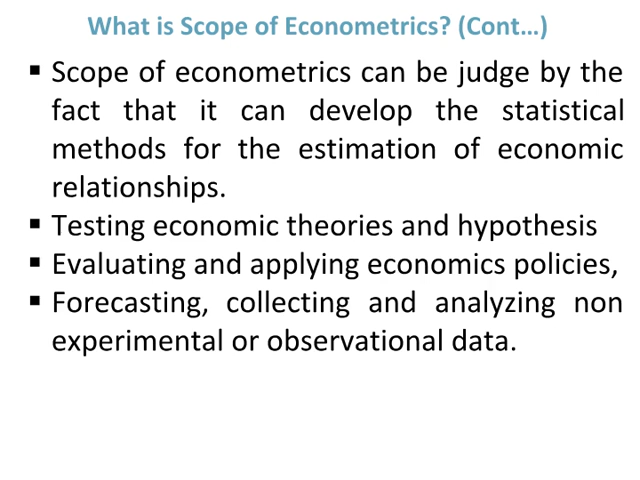 What is Scope of Econometrics? (Cont…)
▪ Scope of econometrics can be judge by the
fact that it can develop the statistical
methods for the estimation of economic
relationships.
▪ Testing economic theories and hypothesis
▪ Evaluating and applying economics policies,
▪ Forecasting, collecting and analyzing non
experimental or observational data.